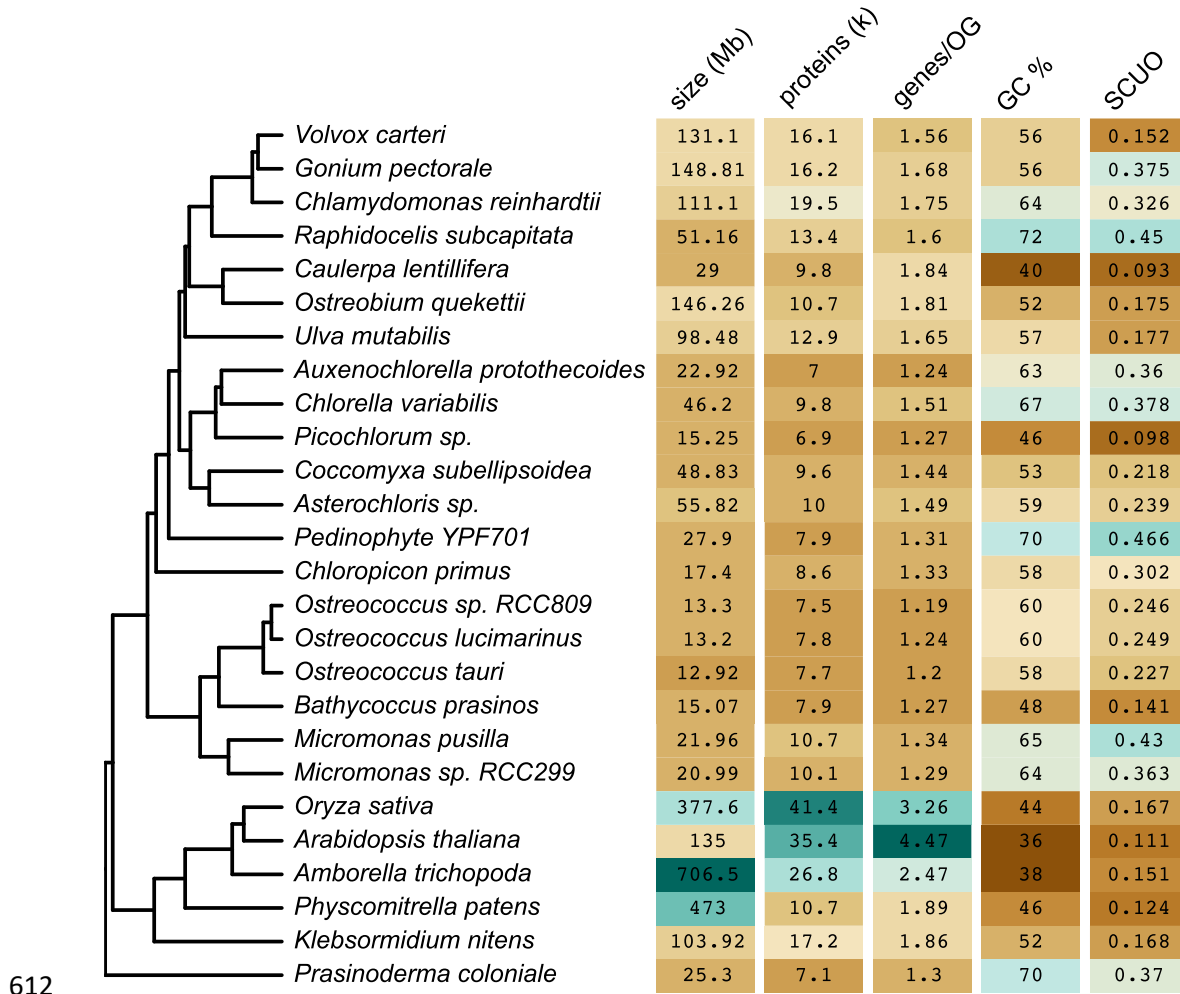 size (Mb) proteins (k) genes/OG GC % SCUO
Volvox carteri 131.1 16.1 1.56 56 0.152
Gonium pectorale 148.81 16.2 1.68 56 0.375
Chlamydomonas reinhardtii 111.1 19.5 1.75 64 0.326
Raphidocelis subcapitata 51.16 13.4 1.6 72 0.45
Caulerpa lentillifera 29 9.8 1.84 40 0.093
Ostreobium quekettii 146.26 10.7 1.81 52 0.175
Ulva mutabilis 98.48 12.9 1.65 57 0.177
Auxenochlorella protothecoides 22.92 7 1.24 63 0.36
Chlorella variabilis 46.2 9.8 1.51 67 0.378
Picochlorum sp. 15.25 6.9 1.27 46 0.098
Coccomyxa subellipsoidea 48.83 9.6 1.44 53 0.218
Asterochloris sp. 55.82 10 1.49 59 0.239
Pedinophyte YPF701 27.9 7.9 1.31 70 0.466
Chloropicon primus 17.4 8.6 1.33 58 0.302
Ostreococcus sp. RCC809 13.3 7.5 1.19 60 0.246
Ostreococcus lucimarinus 13.2 7.8 1.24 60 0.249
Ostreococcus tauri 12.92 7.7 1.2 58 0.227
Bathycoccus prasinos 15.07 7.9 1.27 48 0.141
Micromonas pusilla 21.96 10.7 1.34 65 0.43
Micromonas sp. RCC299 20.99 10.1 1.29 64 0.363
Oryza sativa 377.6 41.4 3.26 44 0.167
Arabidopsis thaliana 135 35.4 4.47 36 0.111
Amborella trichopoda 706.5 26.8 2.47 38 0.151
Physcomitrella patens 473 10.7 1.89 46 0.124
Klebsormidium nitens 103.92 17.2 1.86 52 0.168
Prasinoderma coloniale 25.3 7.1 1.3 70 0.37
612